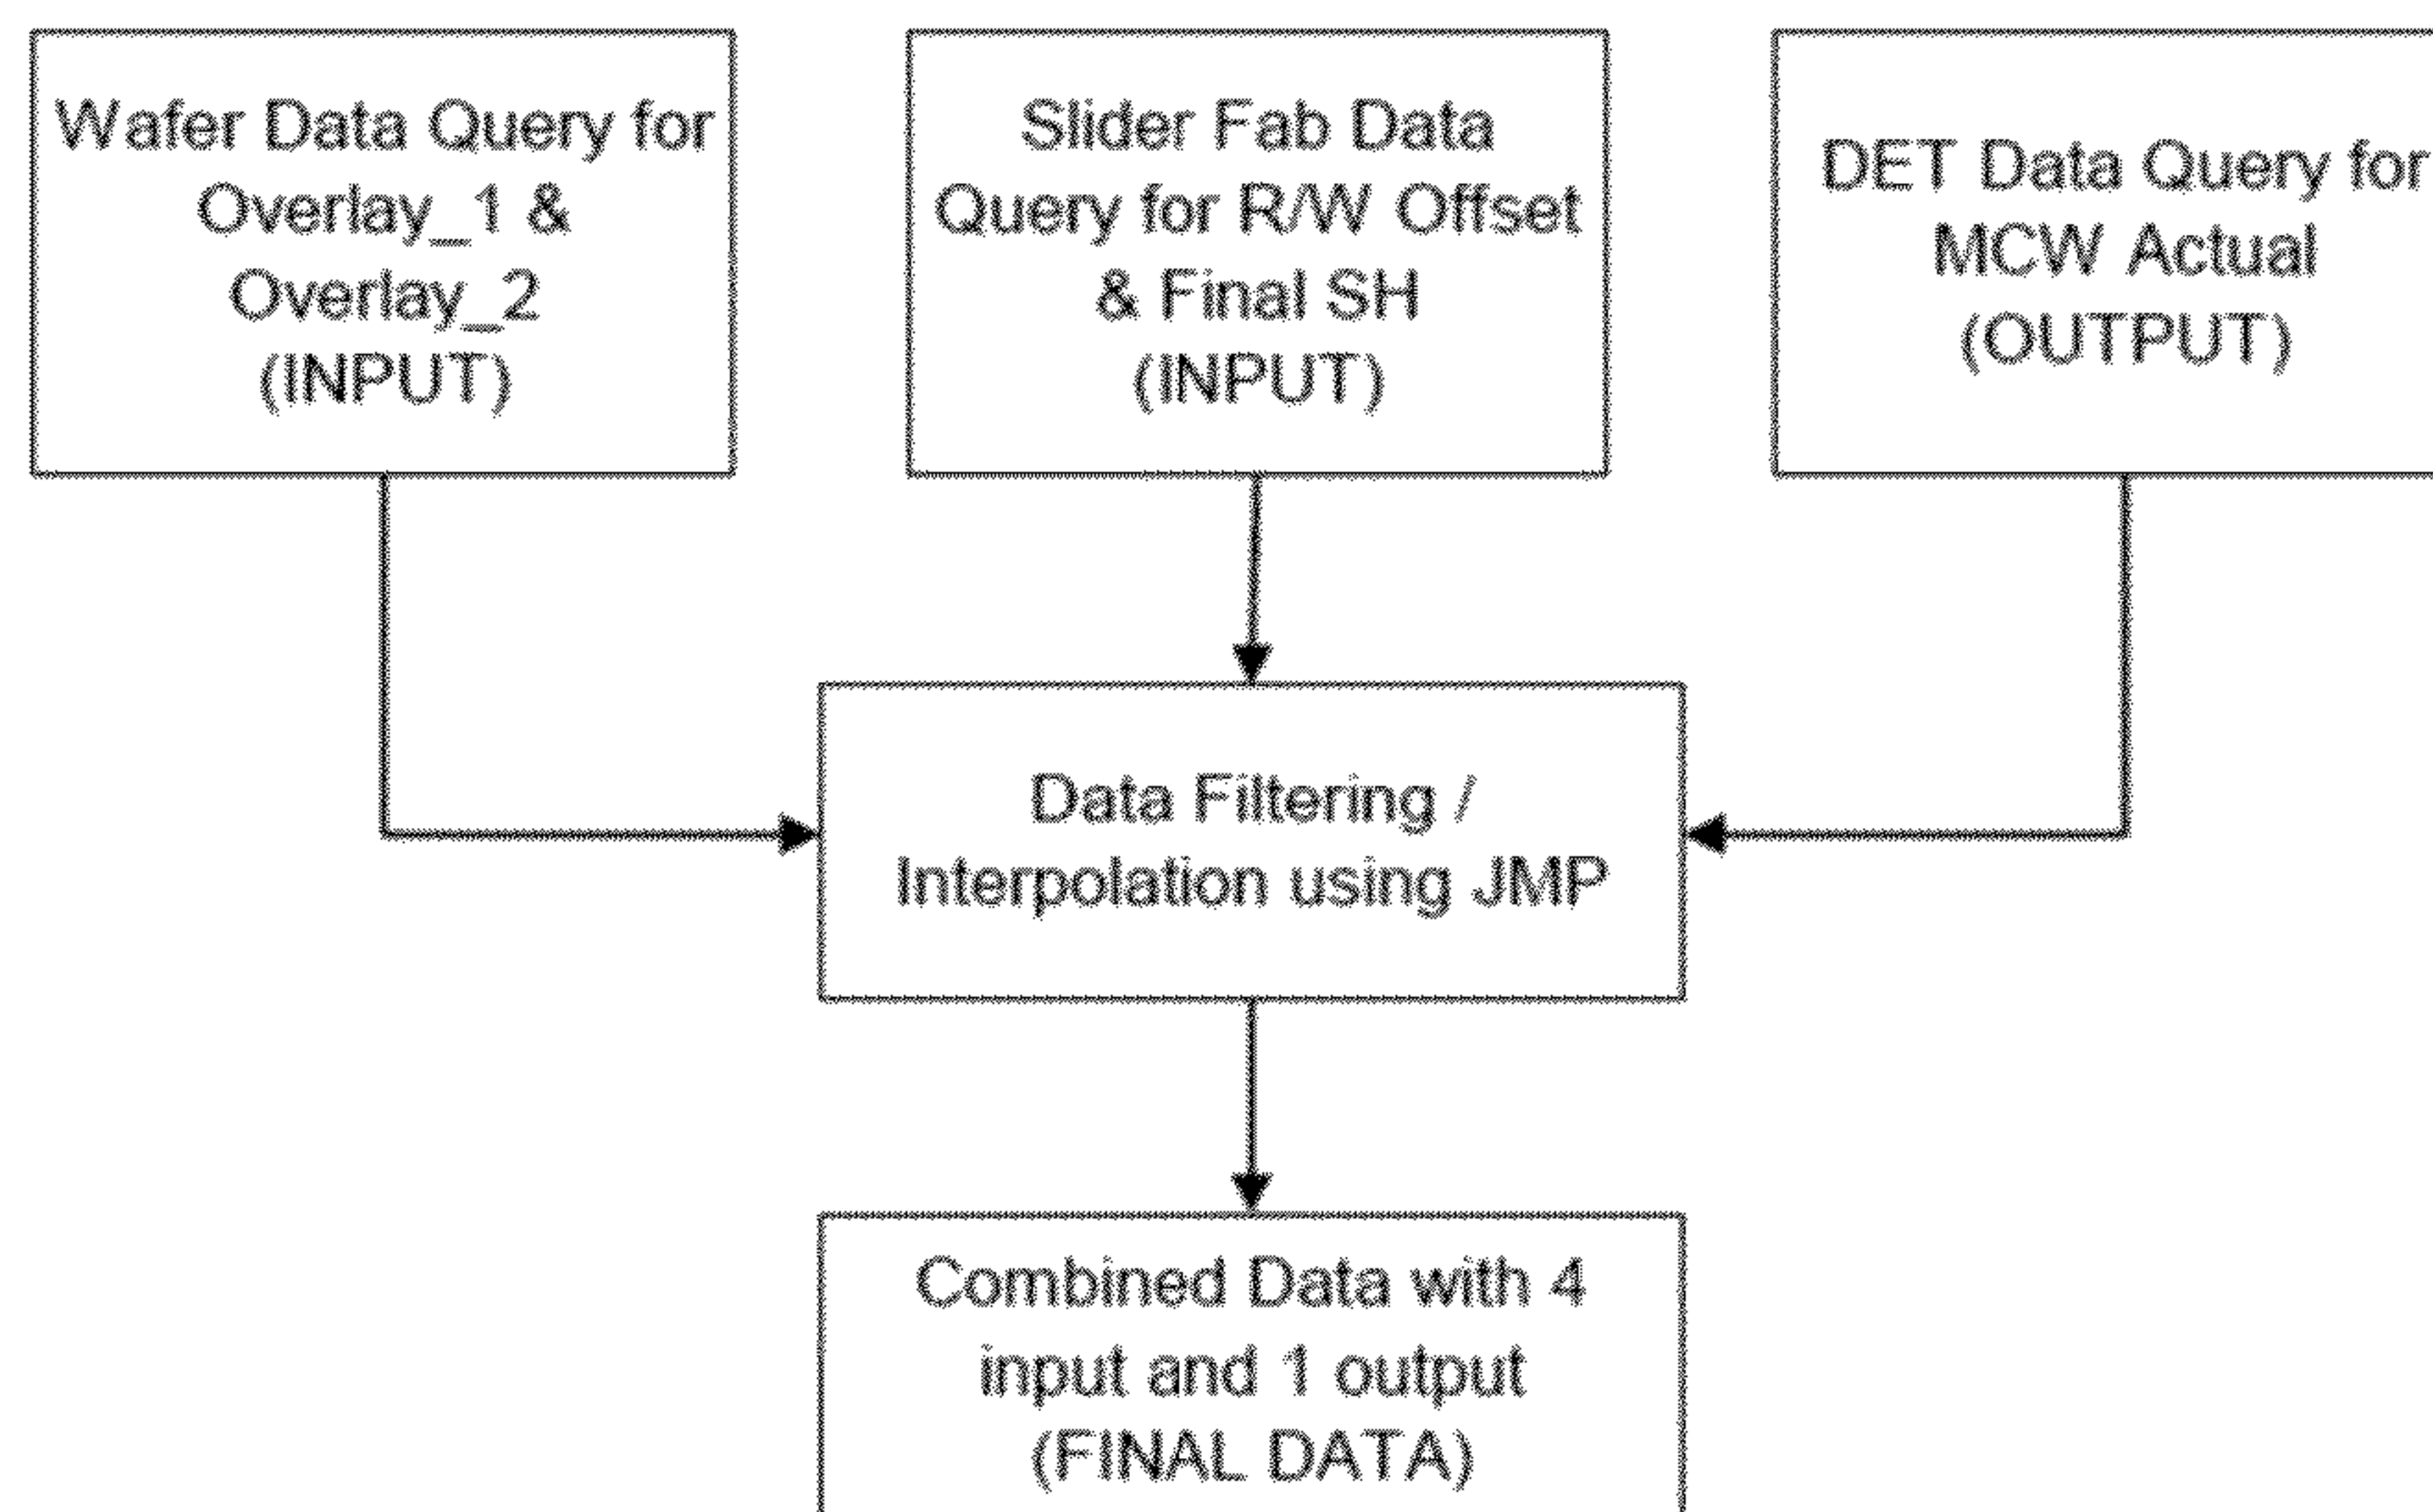 Wafer Data Query for
Overlay_1 &
Overlay_2
(INPUT)
Slider Fab Data
Query for R/W Offset
& Final SH
(INPUT)
DET Data Query for
MCW Actual
(OUTPUT)
Data Filtering /
Interpolation using JMP
Combined Data with 4
input and 1 output
(FINAL DATA)